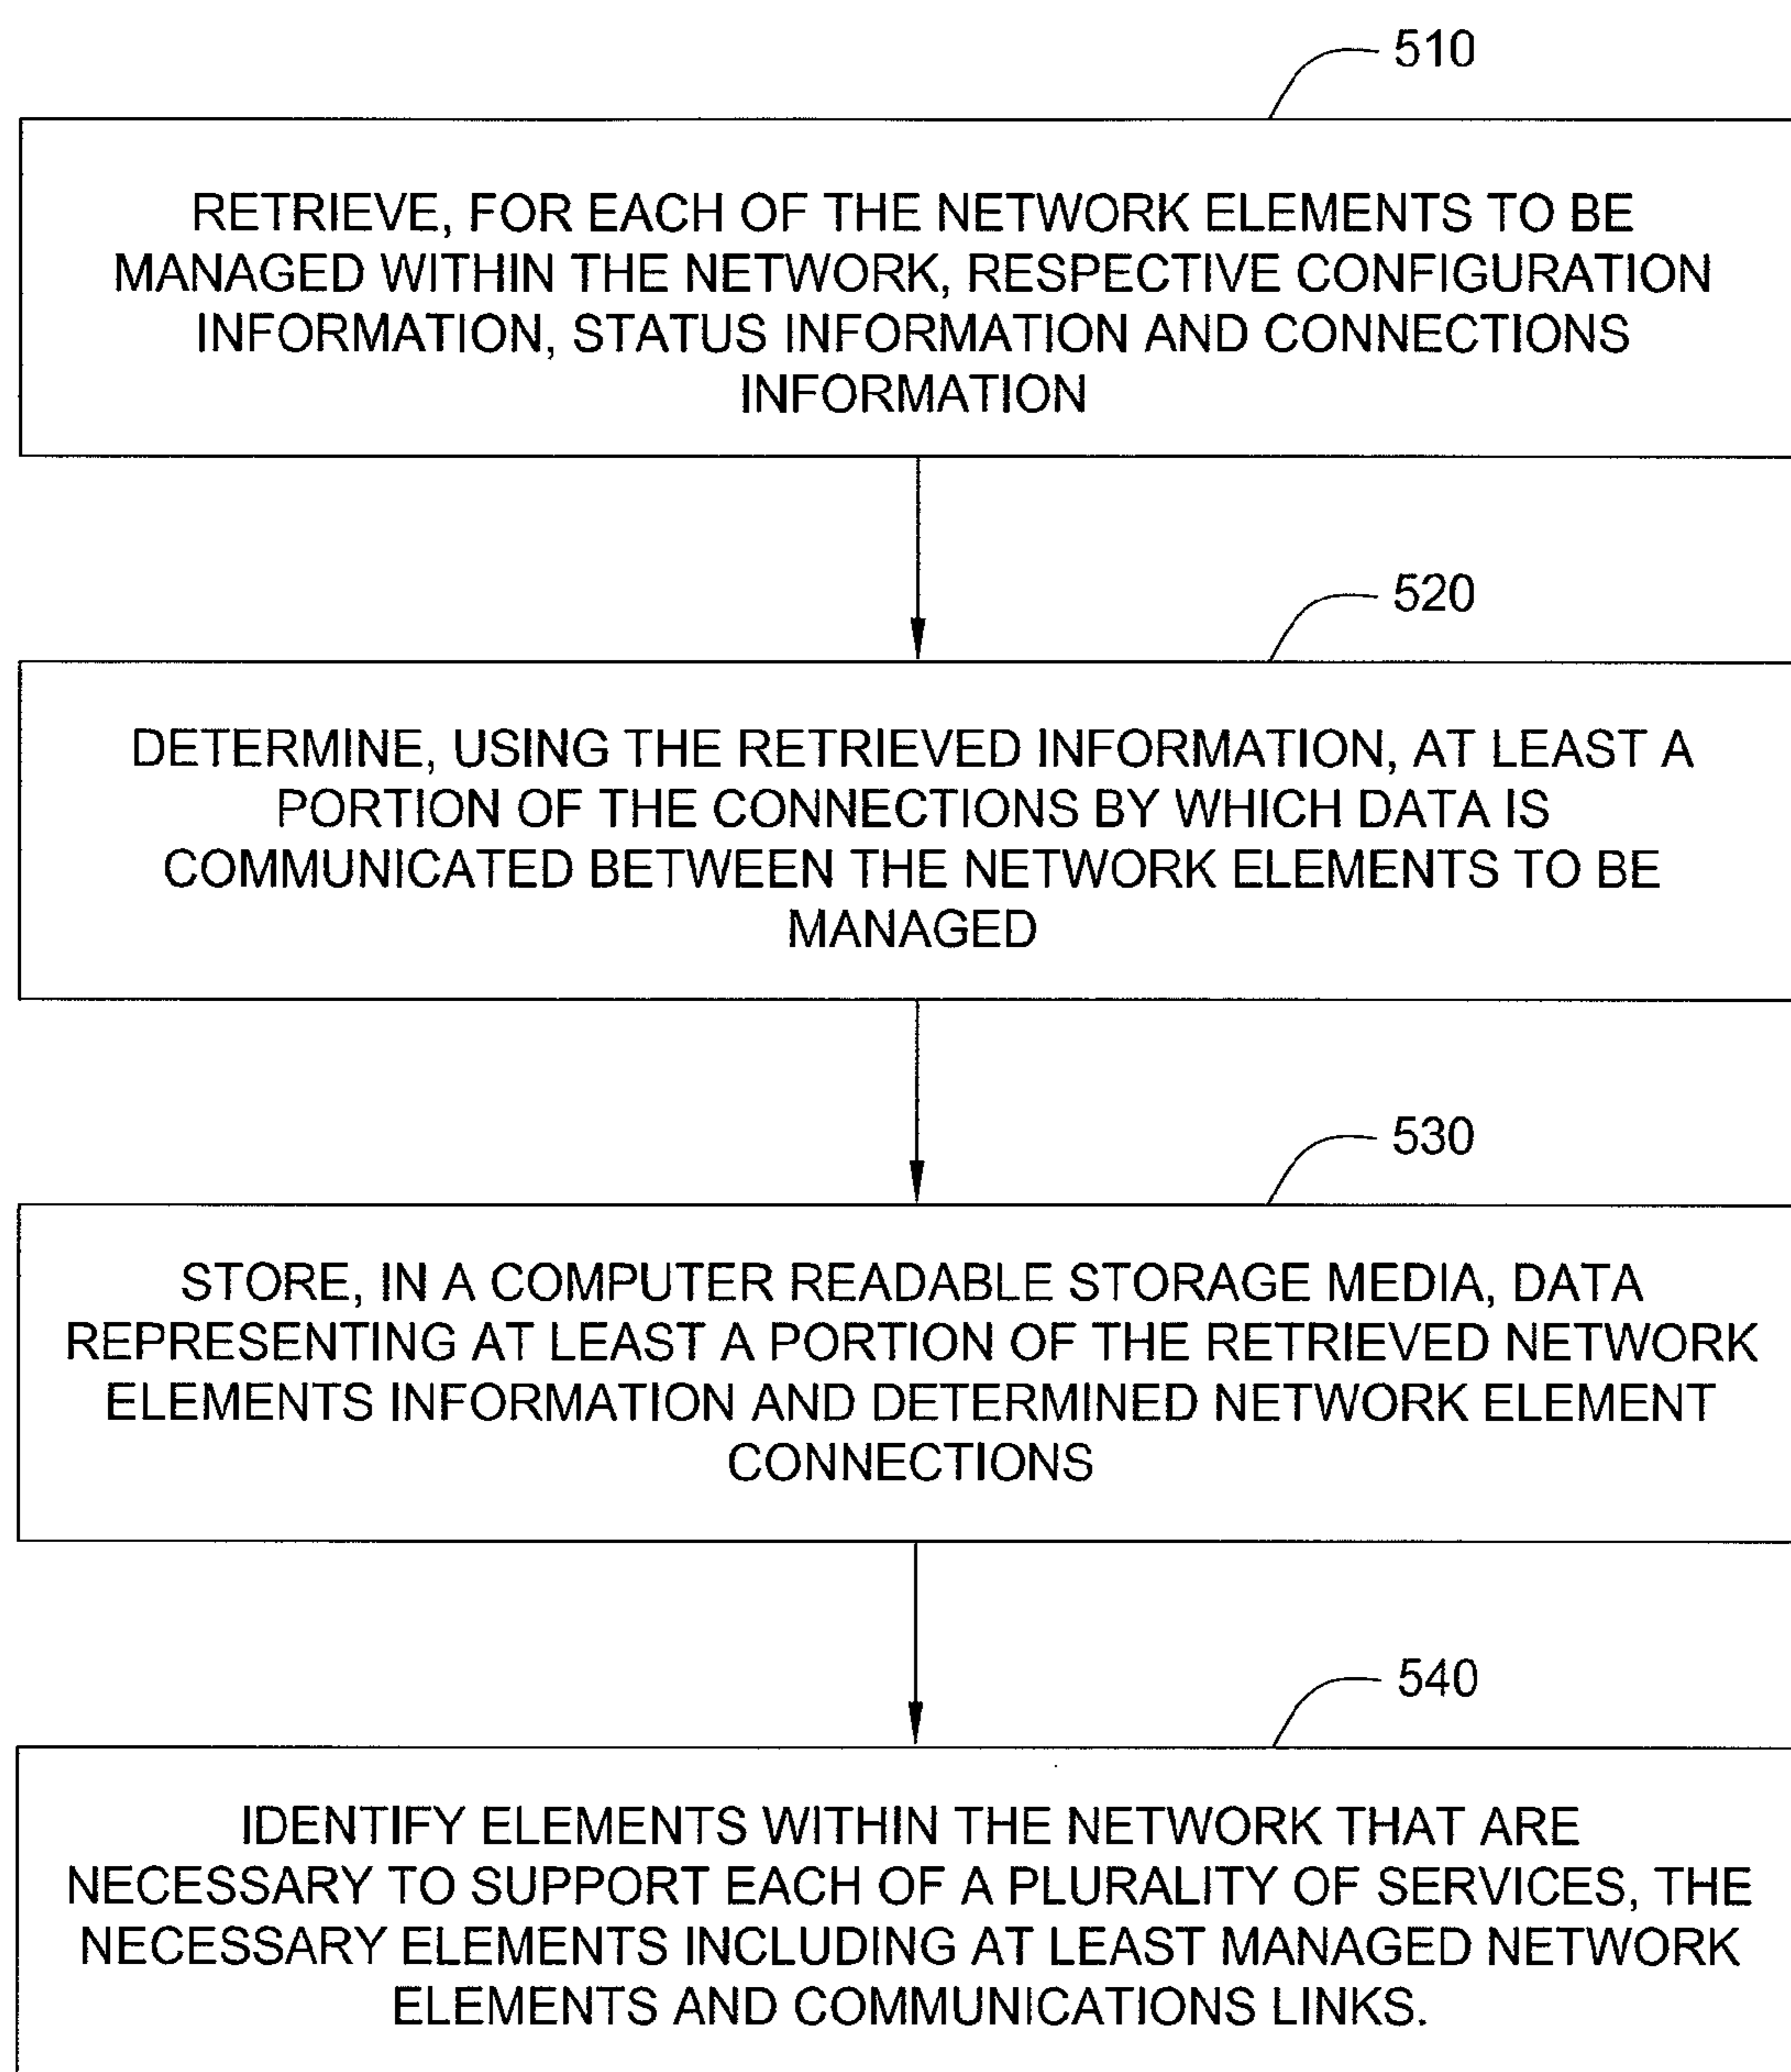 510
RETRIEVE, FOR EACH OF THE NETWORK ELEMENTS TO BE
MANAGED WITHIN THE NETWORK, RESPECTIVE CONFIGURATION
INFORMATION, STATUS INFORMATION AND CONNECTIONS
INFORMATION
520
DETERMINE, USING THE RETRIEVED INFORMATION, AT LEAST A
PORTION OF THE CONNECTIONS BY WHICH DATA IS
COMMUNICATED BETWEEN THE NETWORK ELEMENTS TO BE
MANAGED
530
STORE, IN A COMPUTER READABLE STORAGE MEDIA, DATA
REPRESENTING AT LEAST A PORTION OF THE RETRIEVED NETWORK
ELEMENTS INFORMATION AND DETERMINED NETWORK ELEMENT
CONNECTIONS
540
IDENTIFY ELEMENTS WITHIN THE NETWORK THAT ARE
NECESSARY TO SUPPORT EACH OF A PLURALITY OF SERVICES, THE
NECESSARY ELEMENTS INCLUDING AT LEAST MANAGED NETWORK
ELEMENTS AND COMMUNICATIONS LINKS.